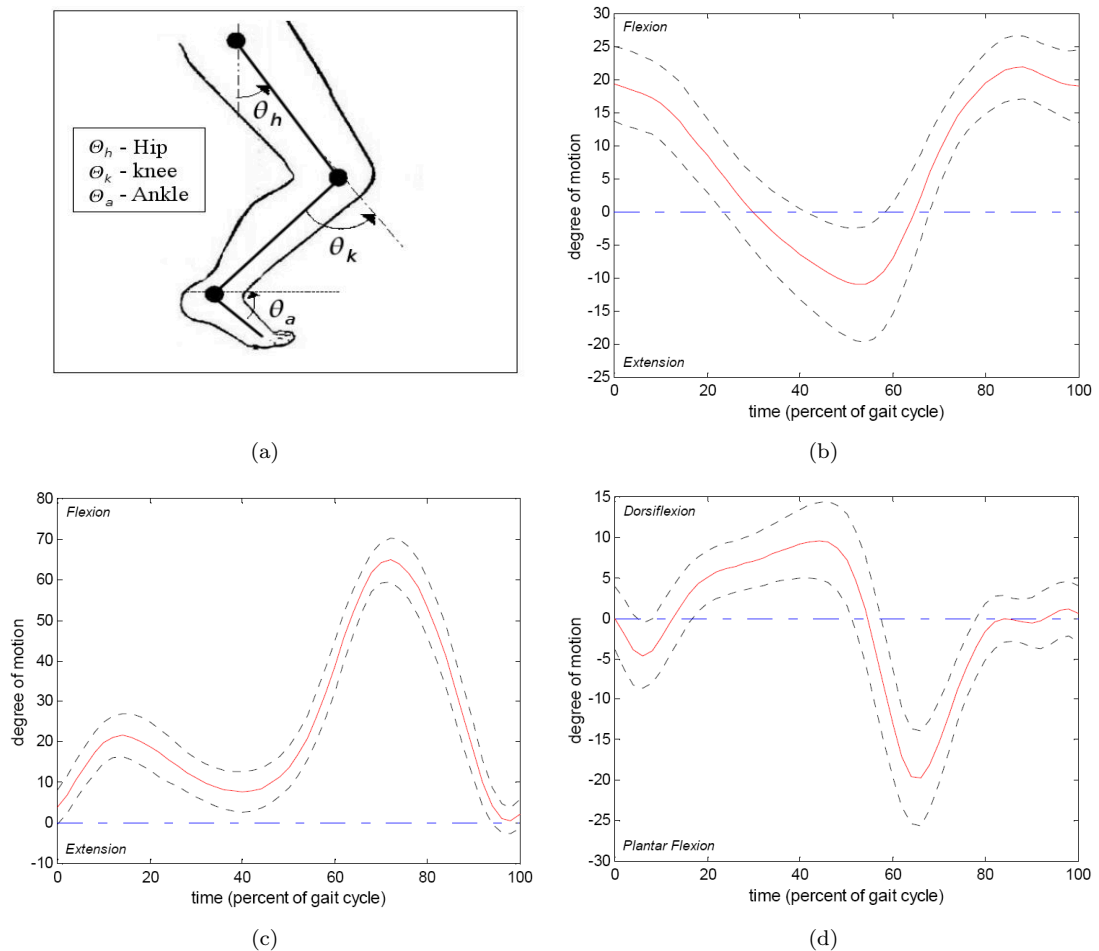 θh
θk
θa
Θh - Hip
Θk - knee
Θa - Ankle
(a)
30
25
20
15
10
5
0
-5
-10
-15
-20
-25
Flexion
Extension
degree of motion
0 20 40 60 80 100
time (percent of gait cycle)
(b)
80
70
60
50
40
30
20
10
0
-10
Flexion
Extension
degree of motion
0 20 40 60 80 100
time (percent of gait cycle)
(c)
15
10
5
0
-5
-10
-15
-20
-25
-30
Dorsiflexion
Plantar Flexion
degree of motion
0 20 40 60 80 100
time (percent of gait cycle)
(d)